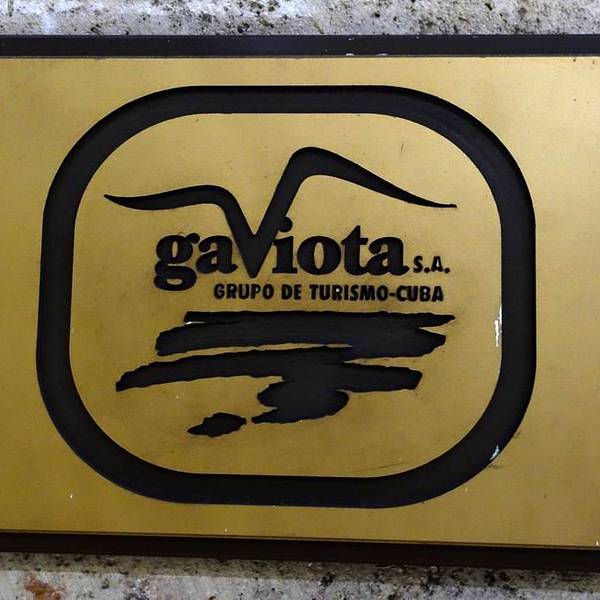 gaviota S.A.
GRUPO DE TURISMO-CUBA